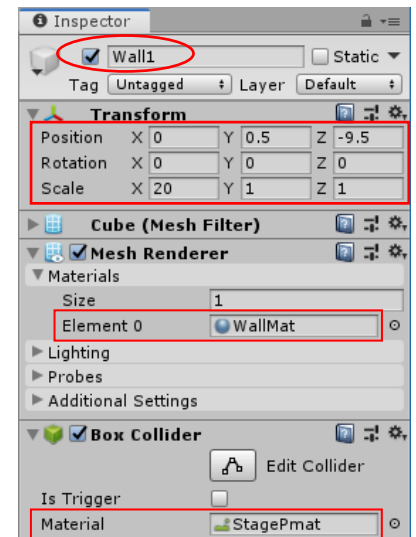 Inspector
Wall1 Static
Tag Untagged Layer Default
Transform
Position X 0 Y 0.5 Z -9.5
Rotation X 0 Y 0 Z 0
Scale X 20 Y 1 Z 1
Cube (Mesh Filter)
Mesh Renderer
Materials
Size 1
Element 0 WallMat
Lighting
Probes
Additional Settings
Box Collider
Edit Collider
Is Trigger
Material StagePmat